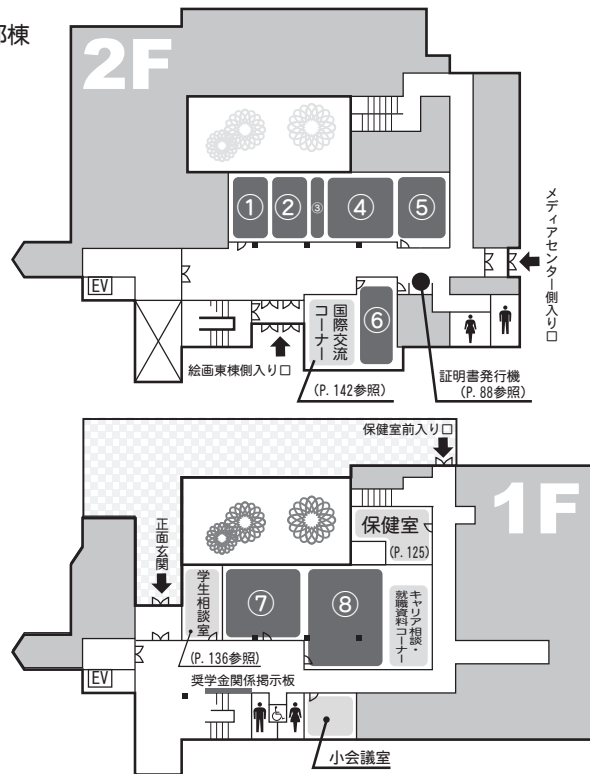 部棟
2F
① ② ③ ④ ⑤
メディアセンター側入り口
EV
国際交流
コーナー
⑥
絵画東棟側入り口
(P. 142参照)
証明書発行機
(P. 88参照)
保健室前入り口
1F
正面玄関
保健室
(P. 125)
学生相談室
⑦
⑧
キャリア相談・
就職資料コーナー
(P. 136参照)
EV
奨学金関係掲示板
小会議室